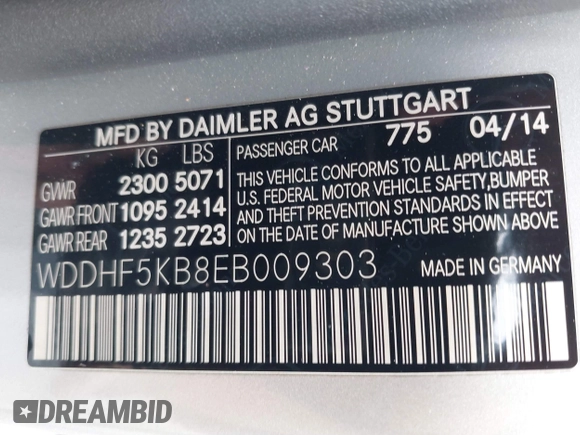 MFD BY DAIMLER AG STUTTGART
KG LBS
GVWR 2300 5071
GAWR FRONT 1095 2414
GAWR REAR 1235 2723
PASSENGER CAR 775 04/14
THIS VEHICLE CONFORMS TO ALL APPLICABLE
U.S. FEDERAL MOTOR VEHICLE SAFETY,BUMPER
AND THEFT PREVENTION STANDARDS IN EFFECT
ON THE DATE OF MANUFACTURE SHOWN ABOVE.
WDDHF5KB8EB009303 MADE IN GERMANY
DREAMBID